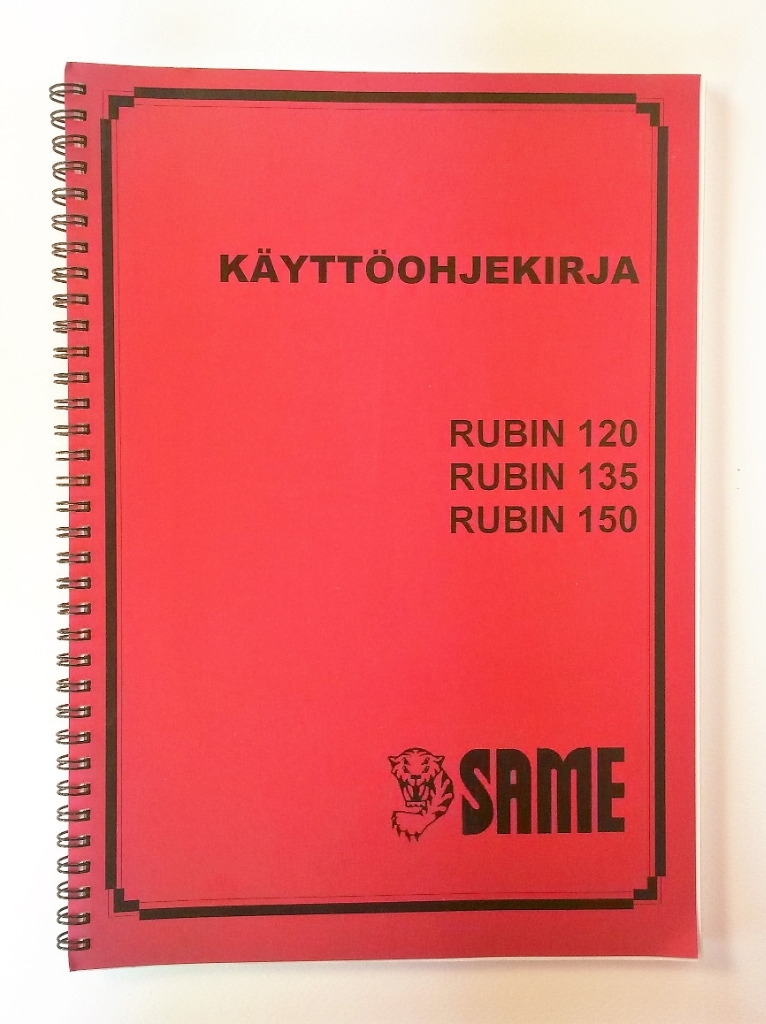 KÄYTTÖOHJEKIRJA
RUBIN 120
RUBIN 135
RUBIN 150
SAME